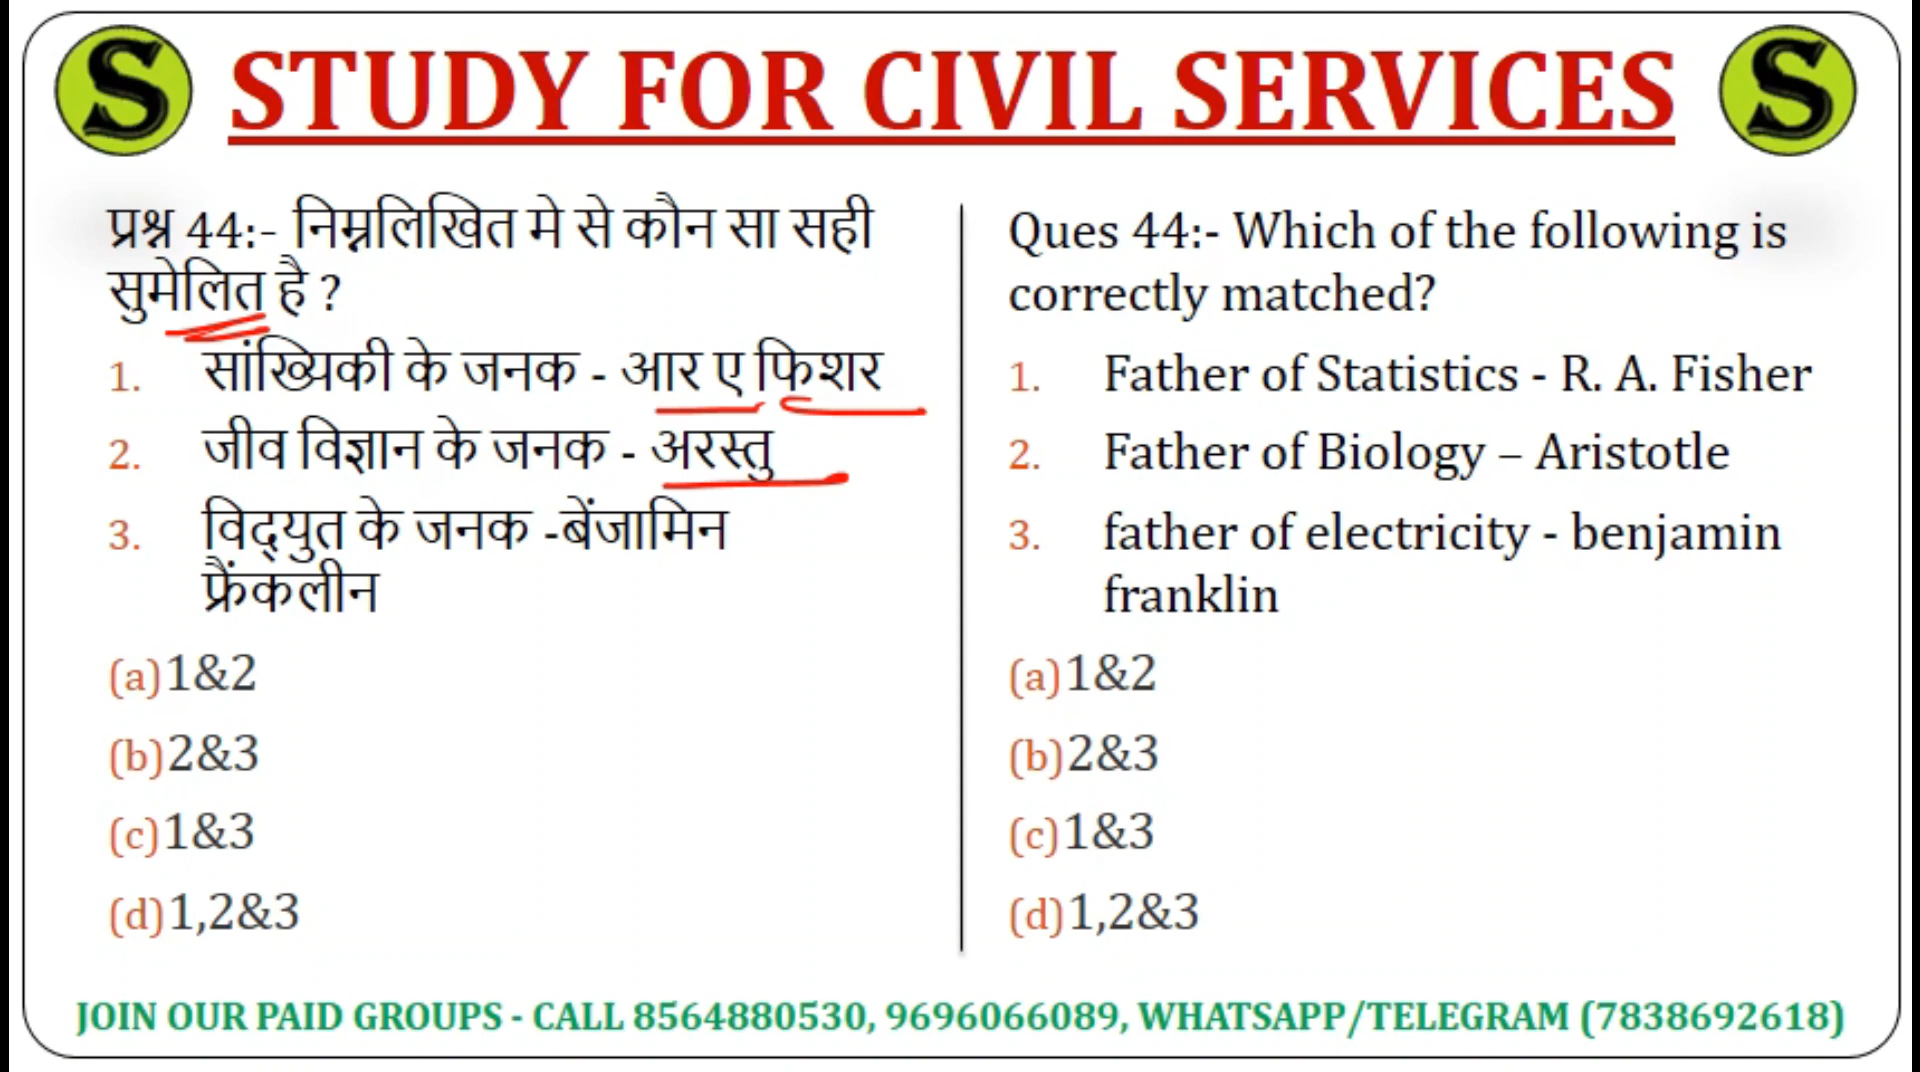 S STUDY FOR CIVIL SERVICES S
प्रश्न 44:- निम्नलिखित मे से कौन सा सही
सुमेलित है ?
1. सांख्यिकी के जनक - आर ए फिशर
2. जीव विज्ञान के जनक - अरस्तु
3. विद्युत के जनक -बेंजामिन
फ्रैंकलीन
(a)1&2
(b)2&3
(c)1&3
(d)1,2&3
Ques 44:- Which of the following is
correctly matched?
1. Father of Statistics - R. A. Fisher
2. Father of Biology – Aristotle
3. father of electricity - benjamin
franklin
(a)1&2
(b)2&3
(c)1&3
(d)1,2&3
JOIN OUR PAID GROUPS - CALL 8564880530, 9696066089, WHATSAPP/TELEGRAM (7838692618)